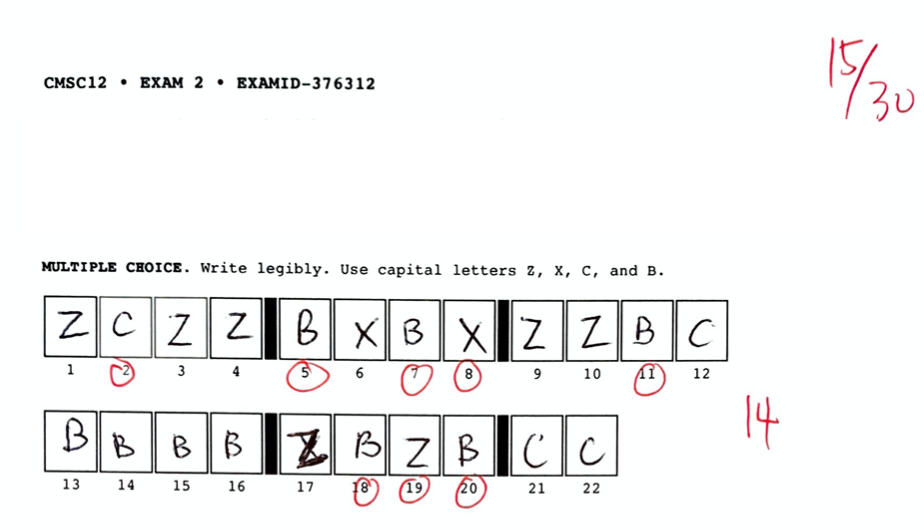 15/30
CMSC12 • EXAM 2 • EXAMID-376312
MULTIPLE CHOICE. Write legibly. Use capital letters Z, X, C, and B.
Z C Z Z B X B X Z Z B C
1 2 3 4 5 6 7 8 9 10 11 12
14
B B B B Z B Z B C C
13 14 15 16 17 18 19 20 21 22